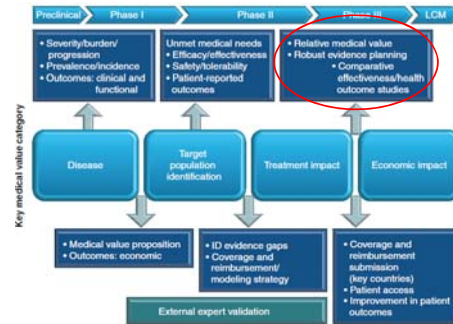 Preclinical
Phase I
Phase II
Phase III
LCM
• Severity/burden/
progression
• Prevalence/incidence
• Outcomes: clinical and
functional
Unmet medical needs
• Efficacy/effectiveness
• Safety/tolerability
• Patient-reported
outcomes
• Relative medical value
• Robust evidence planning
• Comparative
effectiveness/health
outcome studies
Key medical value category
Disease
Target
population
identification
Treatment impact
Economic impact
• Medical value proposition
• Outcomes: economic
• ID evidence gaps
• Coverage and
reimbursement/
modeling strategy
• Coverage and
reimbursement
submission
(key countries)
• Patient access
• Improvement in patient
outcomes
External expert validation